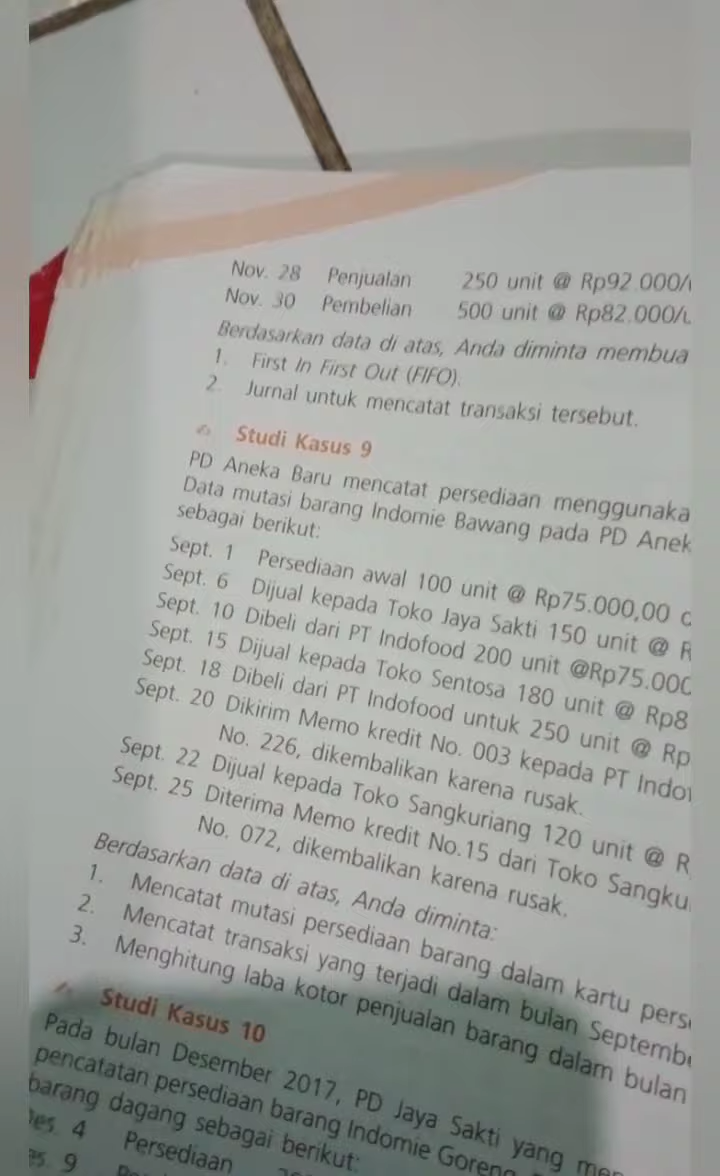 Nov. 28 Penjualan 250 unit @ Rp92.000/
Nov. 30 Pembelian 500 unit @ Rp82.000/
Berdasarkan data di atas, Anda diminta membua
1. First In First Out (FIFO).
2. Jurnal untuk mencatat transaksi tersebut.
Studi Kasus 9
PD Aneka Baru mencatat persediaan menggunaka
Data mutasi barang Indomie Bawang pada PD Anek
sebagai berikut:
Sept. 1 Persediaan awal 100 unit @ Rp75.000,00
Sept. 6 Dijual kepada Toko Jaya Sakti 150 unit @ R
Sept. 10 Dibeli dari PT Indofood 200 unit @Rp75.000
Sept. 15 Dijual kepada Toko Sentosa 180 unit @ Rp8
Sept. 18 Dibeli dari PT Indofood untuk 250 unit @ Rp
Sept. 20 Dikirim Memo kredit No. 003 kepada PT Indo
No. 226, dikembalikan karena rusak.
Sept. 22 Dijual kepada Toko Sangkuriang 120 unit @ R
Sept. 25 Diterima Memo kredit No.15 dari Toko Sangku
No. 072, dikembalikan karena rusak.
Berdasarkan data di atas, Anda diminta:
1. Mencatat mutasi persediaan barang dalam kartu pers
2. Mencatat transaksi yang terjadi dalam bulan Septemb
3. Menghitung laba kotor penjualan barang dalam bulan
Studi Kasus 10
Pada bulan Desember 2017, PD Jaya Sakti yang men
pencatatan persediaan barang Indomie Goreng
barang dagang sebagai berikut:
es. 4 Persediaan
es. 9